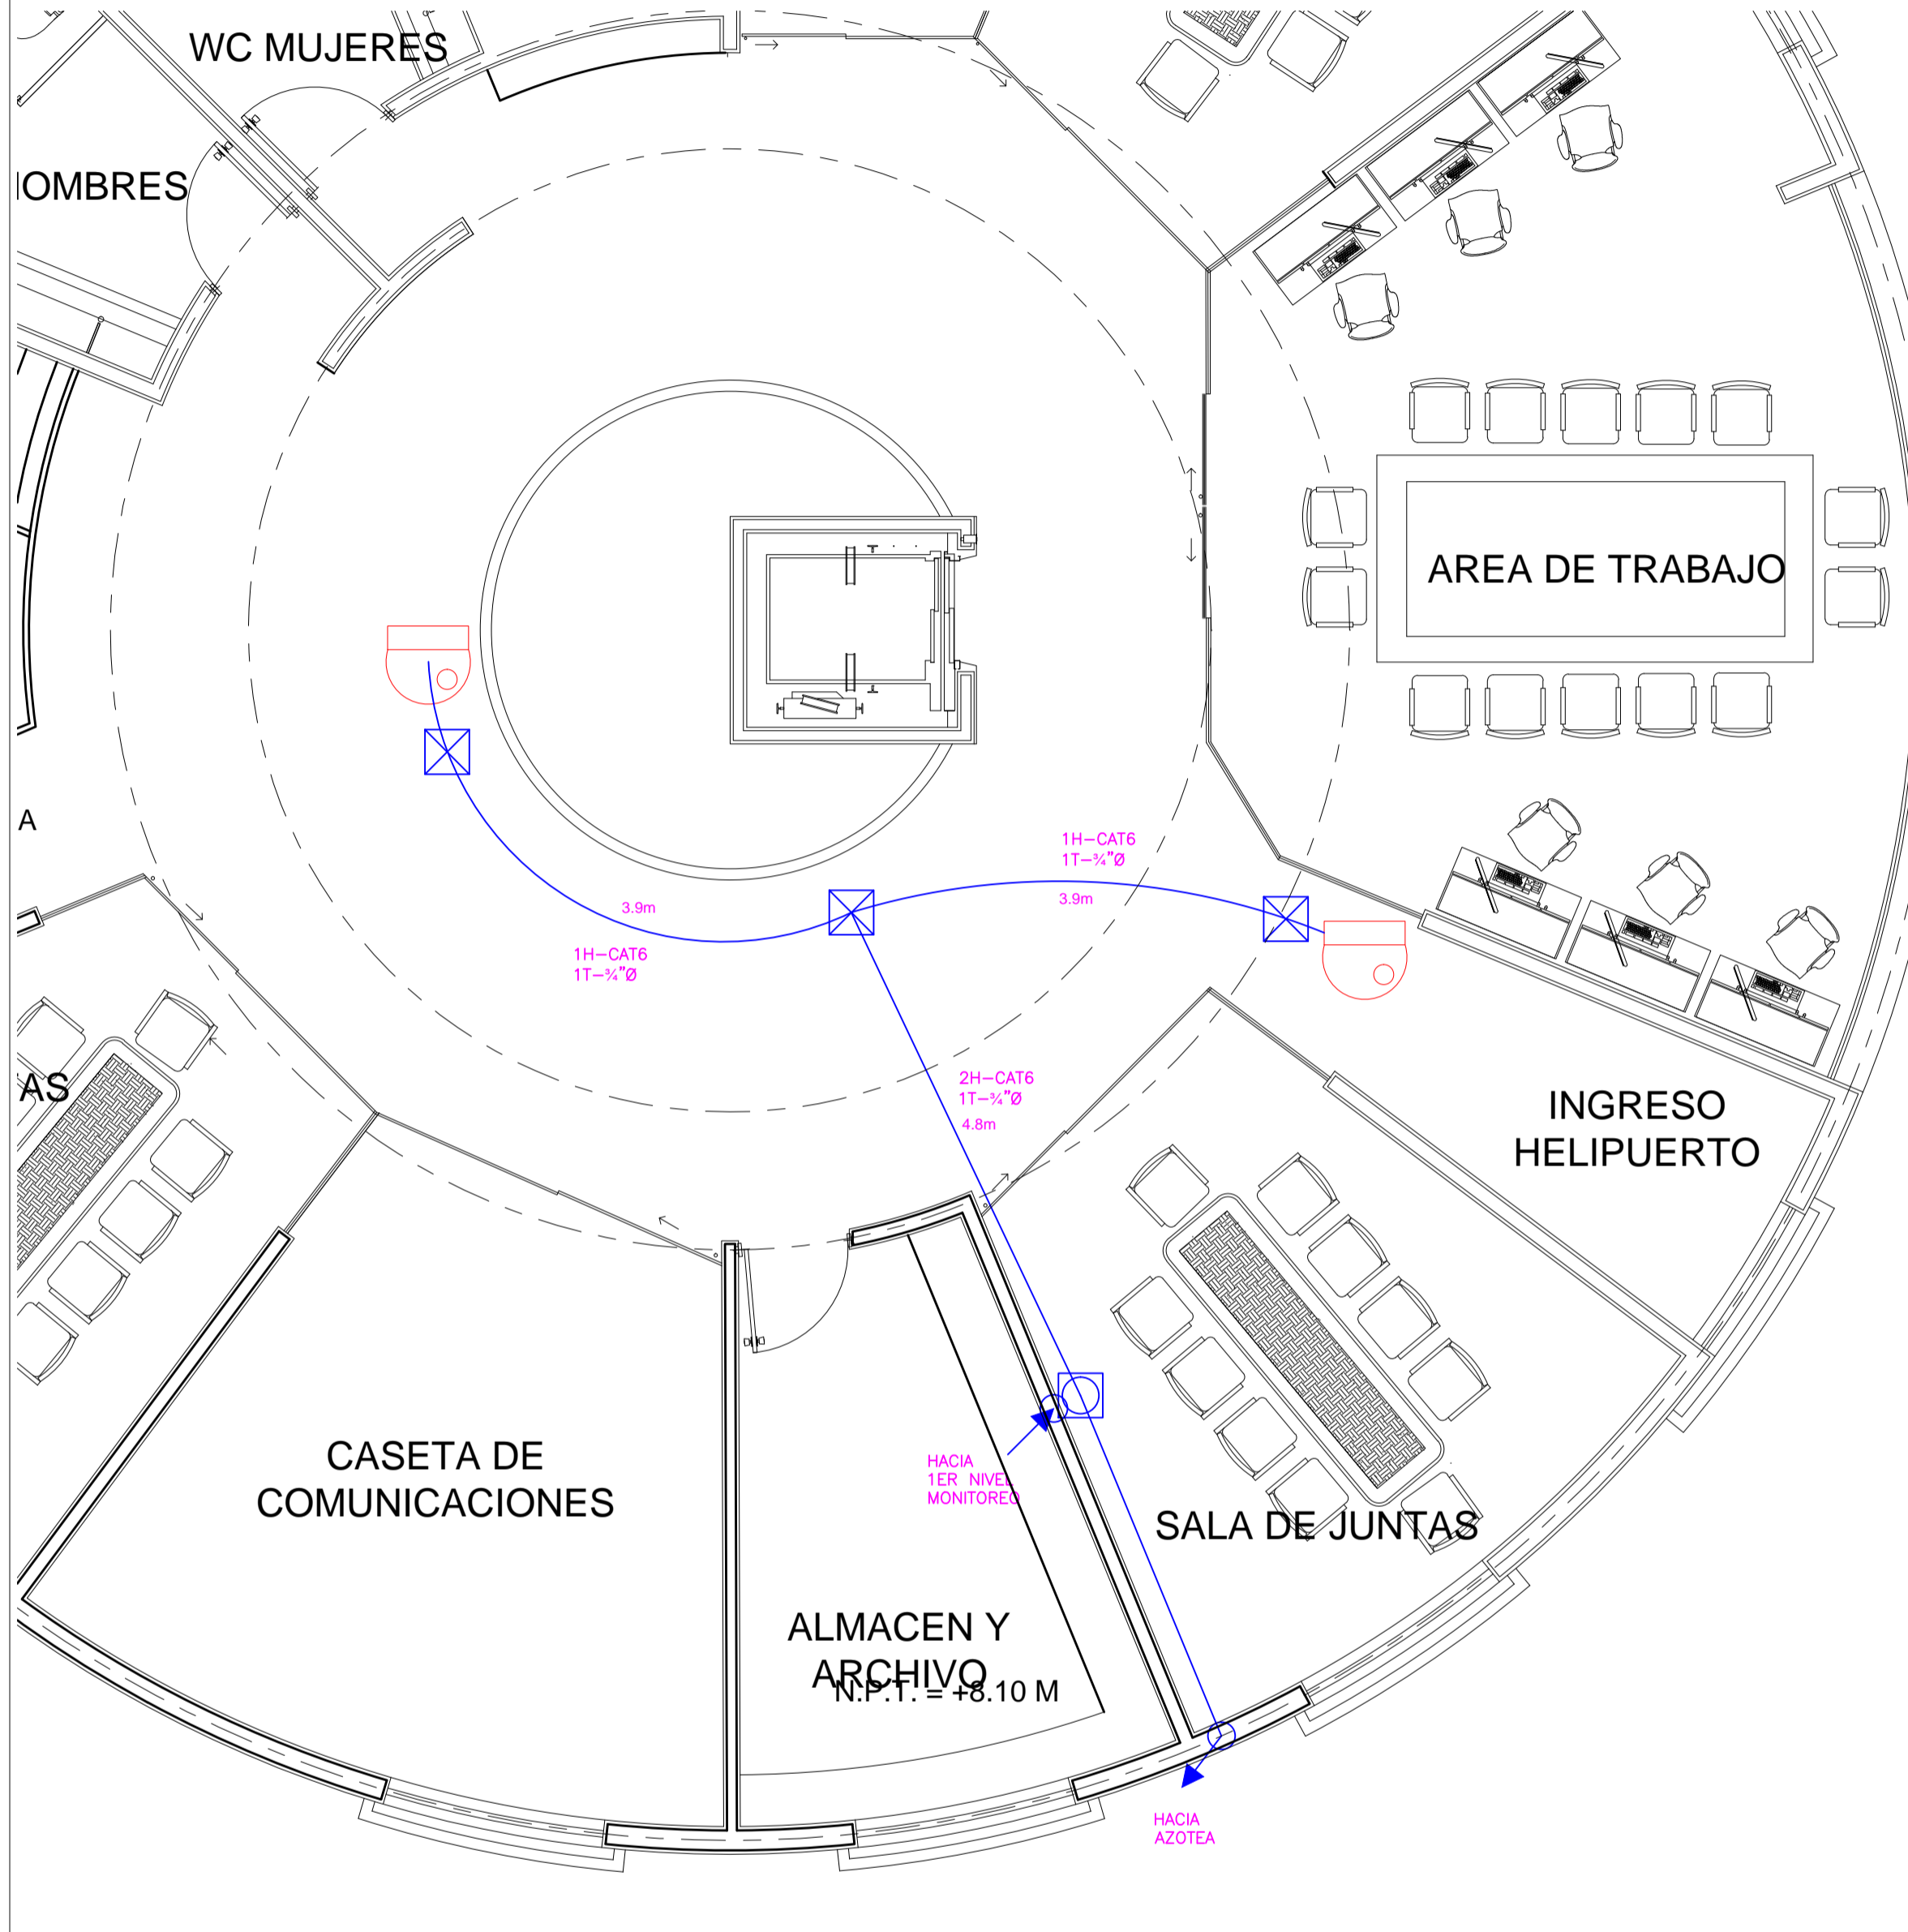 WC MUJERES
OMBRES
AREA DE TRABAJO
A
1H-CAT6
1T-¾"Ø
3.9m
3.9m
1H-CAT6
1T-¾"Ø
2H-CAT6
1T-¾"Ø
4.8m
AS
INGRESO
HELIPUERTO
CASETA DE
COMUNICACIONES
HACIA
1ER NIVEL
MONITOREO
SALA DE JUNTAS
ALMACEN Y
ARCHIVO
N.P.T. = +8.10 M
HACIA
AZOTEA